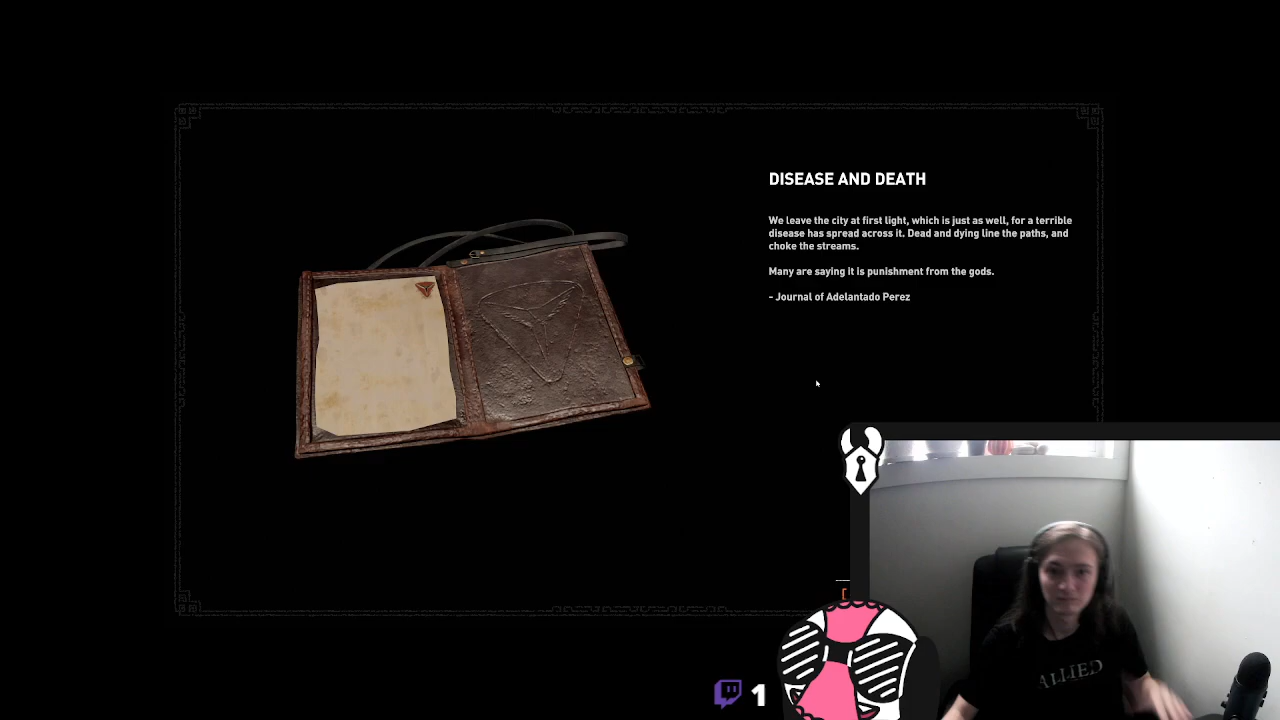 DISEASE AND DEATH
We leave the city at first light, which is just as well, for a terrible
disease has spread across it. Dead and dying line the paths, and
choke the streams.
Many are saying it is punishment from the gods.
- Journal of Adelantado Perez
ALLIED
1